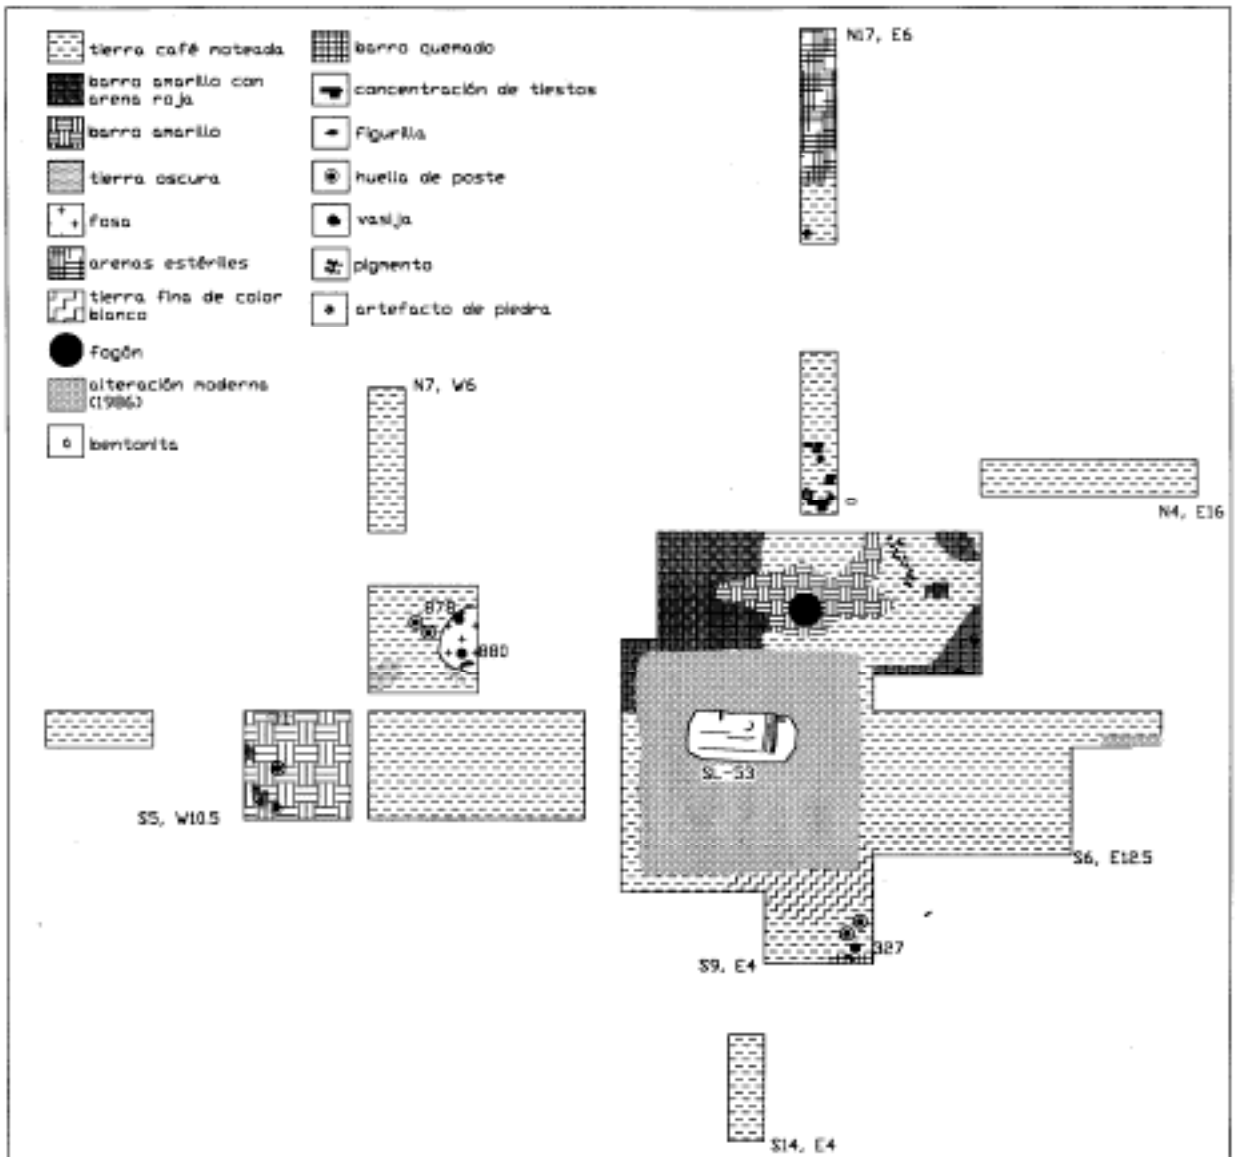 tierra café moteada
barro amarillo con
arena roja
barro amarillo
tierra oscura
fosa
arenas estériles
tierra fina de color
blanco
fogón
alteración moderna
(1986)
bentonita
barro quemado
concentración de tiestos
figurilla
huella de poste
vasija
pigmento
artefacto de piedra
N17, E6
N7, W6
N4, E16
878
880
SL-53
S5, W10.5
S6, E12.5
327
S9, E4
S14, E4